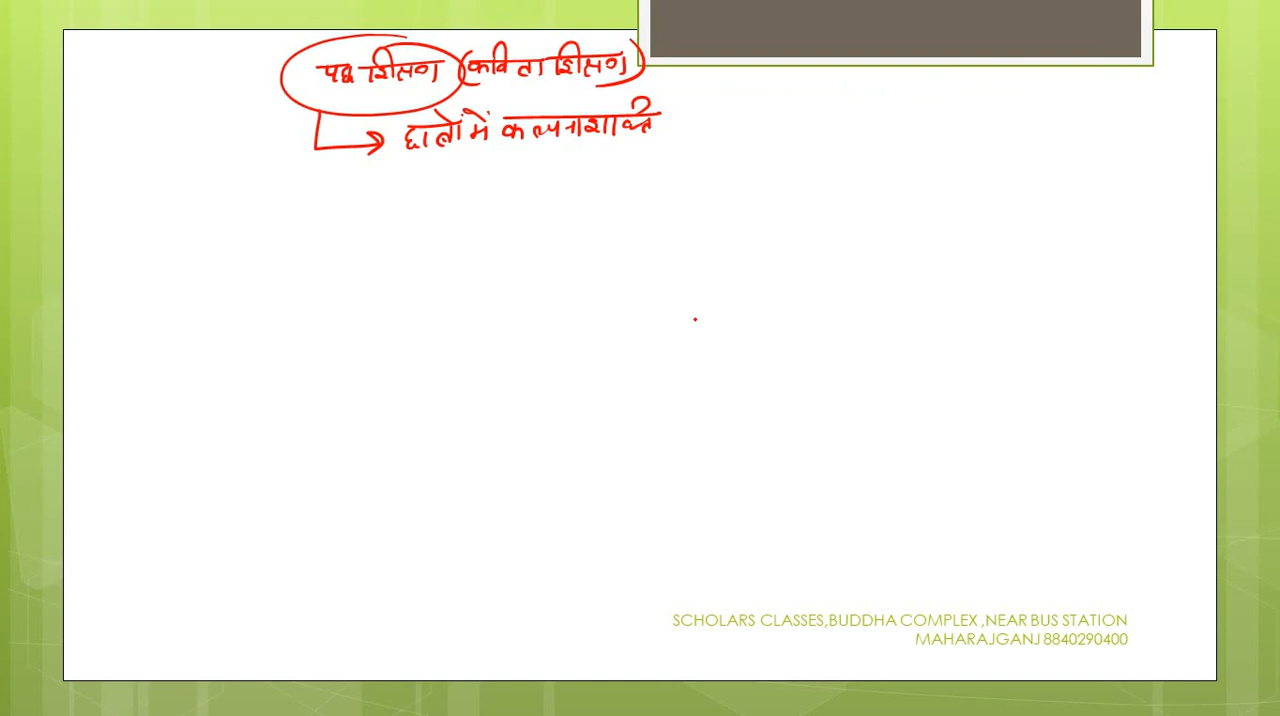 पद्य शिक्षण (कविता शिक्षण)
छात्रों में कल्पनाशक्ति
SCHOLARS CLASSES,BUDDHA COMPLEX ,NEAR BUS STATION
MAHARAJGANJ 8840290400